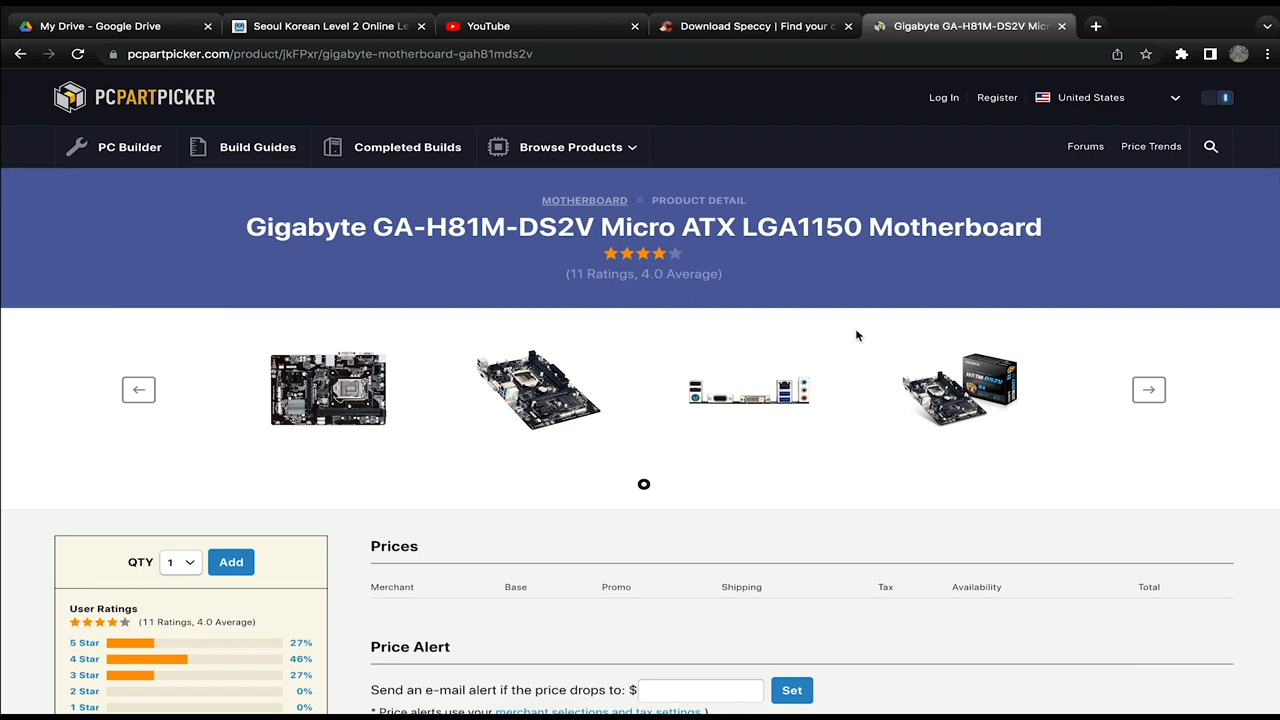 My Drive - Google Drive
Seoul Korean Level 2 Online Le
YouTube
Download Speccy | Find your c
Gigabyte GA-H81M-DS2V Micr
pcpartpicker.com/product/jkFPxr/gigabyte-motherboard-gah81mds2v
PCPARTPICKER
Log In
Register
United States
PC Builder
Build Guides
Completed Builds
Browse Products
Forums
Price Trends
MOTHERBOARD
PRODUCT DETAIL
Gigabyte GA-H81M-DS2V Micro ATX LGA1150 Motherboard
(11 Ratings, 4.0 Average)
H81M-DS2V
QTY 1 Add
User Ratings
(11 Ratings, 4.0 Average)
5 Star 27%
4 Star 46%
3 Star 27%
2 Star 0%
1 Star 0%
Prices
Merchant Base Promo Shipping Tax Availability Total
Price Alert
Send an e-mail alert if the price drops to: $ Set
* Price alerts use your merchant selections and tax settings.)